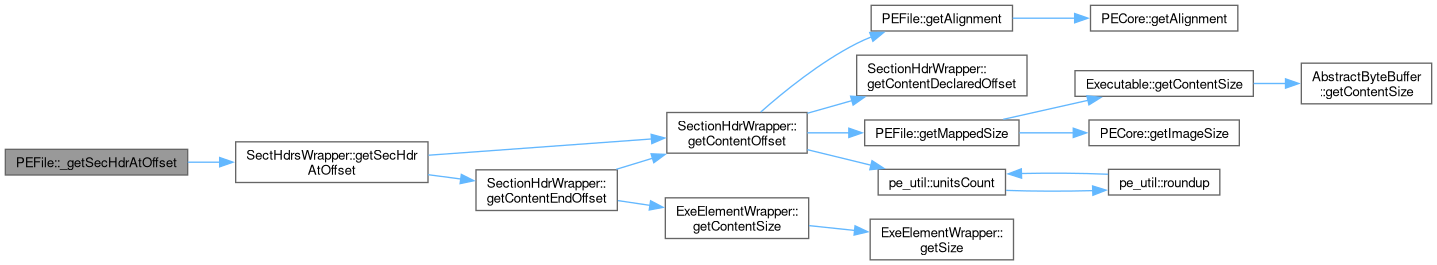 PEFile::_getSecHdrAtOffset
SectHdrsWrapper::getSecHdr
AtOffset
SectionHdrWrapper::
getContentOffset
SectionHdrWrapper::
getContentEndOffset
PEFile::getAlignment
PECore::getAlignment
SectionHdrWrapper::
getContentDeclaredOffset
PEFile::getMappedSize
Executable::getContentSize
AbstractByteBuffer
::getContentSize
PECore::getImageSize
pe_util::unitsCount
pe_util::roundup
ExeElementWrapper::
getContentSize
ExeElementWrapper::
getSize